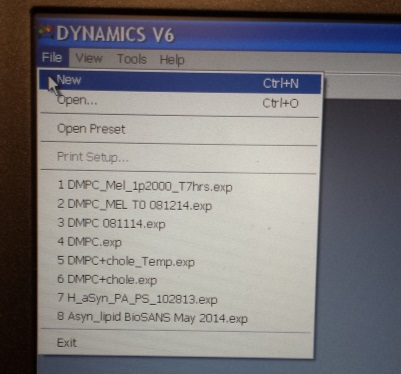 DYNAMICS V6
File View Tools Help
New Ctrl+N
Open... Ctrl+O
Open Preset
Print Setup...
1 DMPC_Mel_1p2000_T7hrs.exp
2 DMPC_MEL T0 081214.exp
3 DMPC 081114.exp
4 DMPC.exp
5 DMPC+chole_Temp.exp
6 DMPC+chole.exp
7 H_aSyn_PA_PS_102813.exp
8 Asyn_lipid BioSANS May 2014.exp
Exit